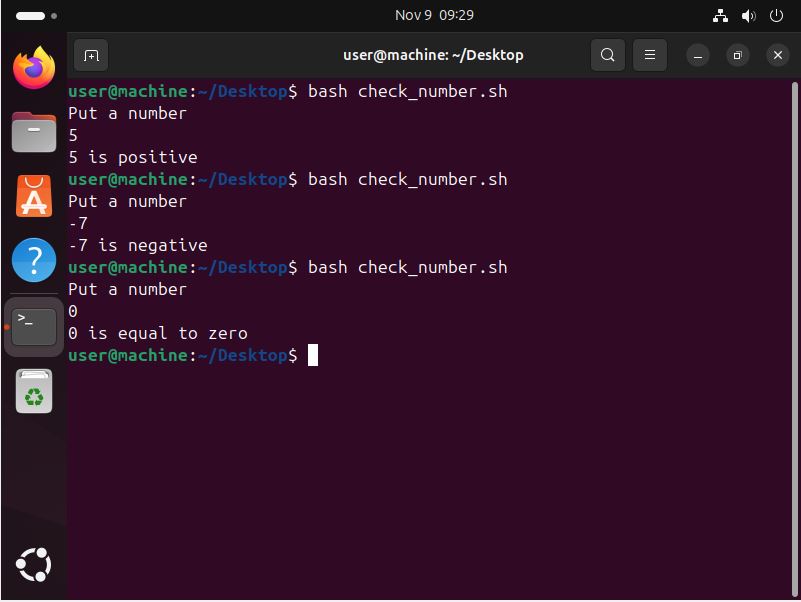 Nov 9 09:29
user@machine: ~/Desktop
user@machine:~/Desktop$ bash check_number.sh
Put a number
5
5 is positive
user@machine:~/Desktop$ bash check_number.sh
Put a number
-7
-7 is negative
user@machine:~/Desktop$ bash check_number.sh
Put a number
0
0 is equal to zero
user@machine:~/Desktop$